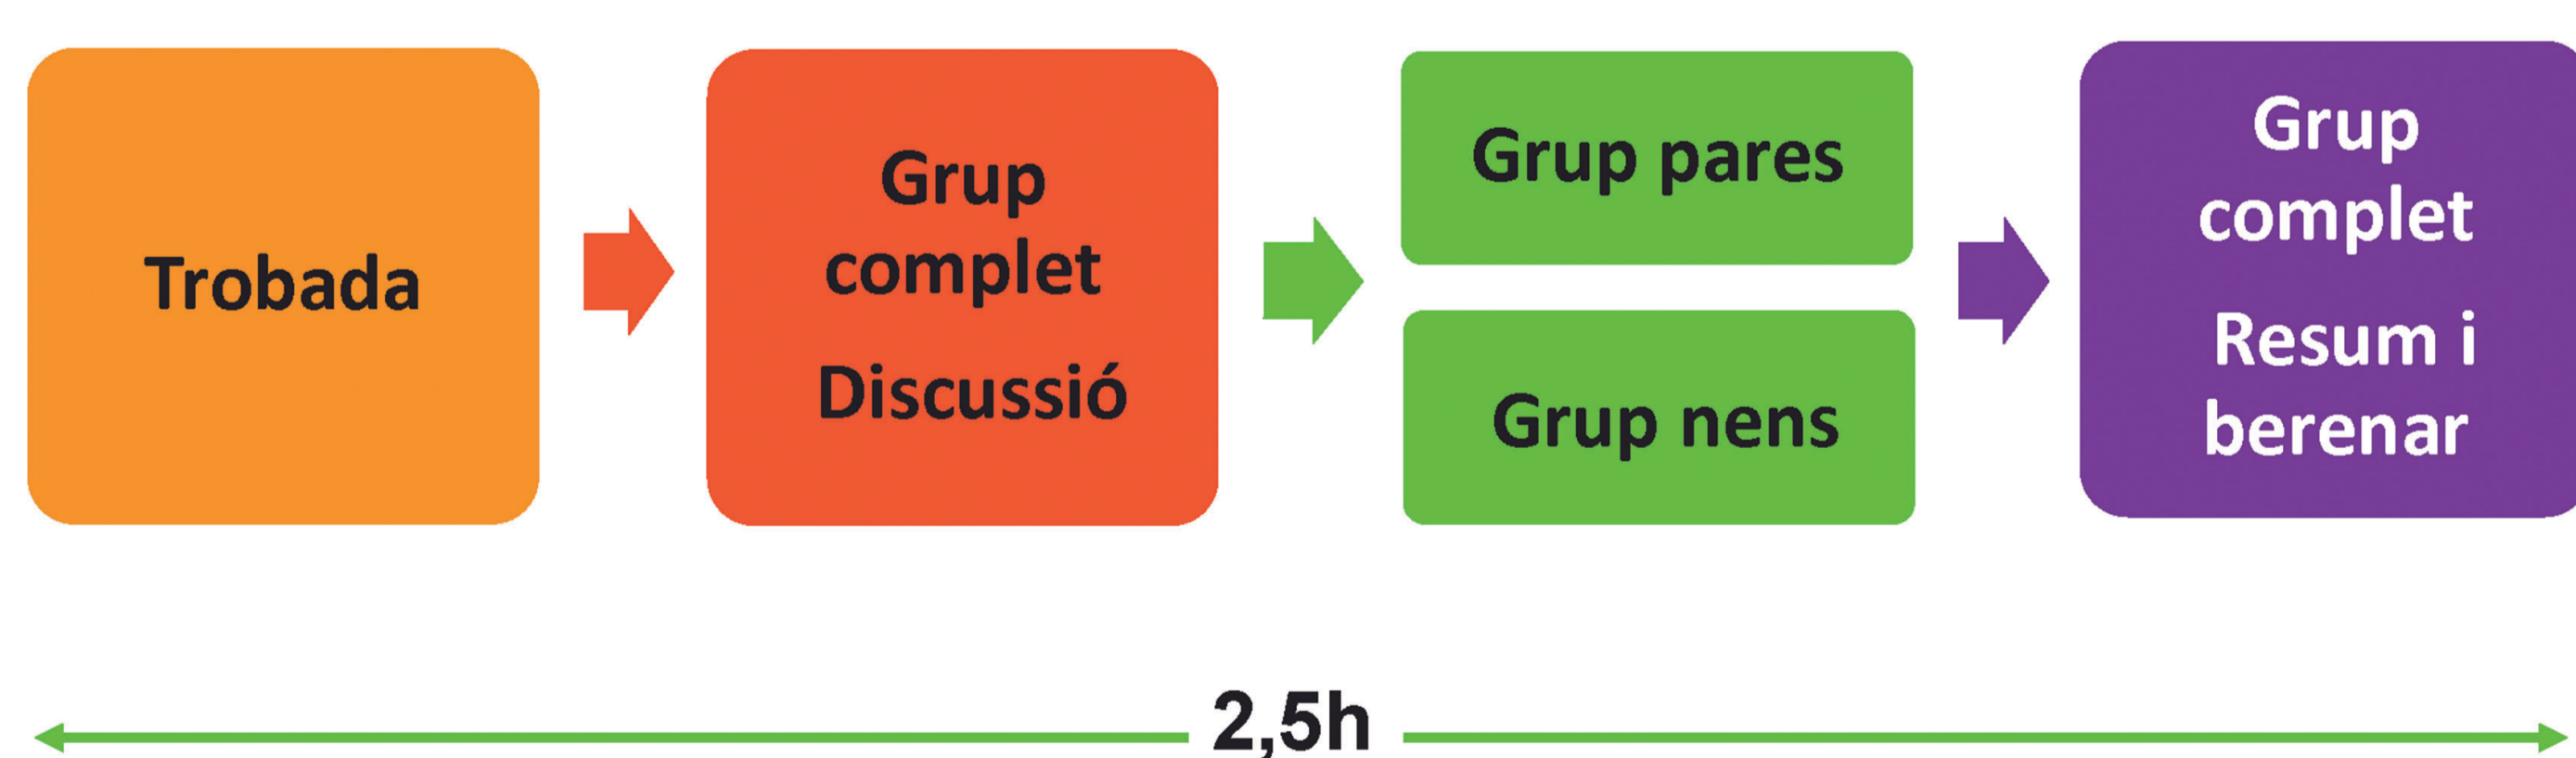 Trobada
Grup
complet
Discussió
Grup pares
Grup nens
Grup
complet
Resum i
berenar
2,5h